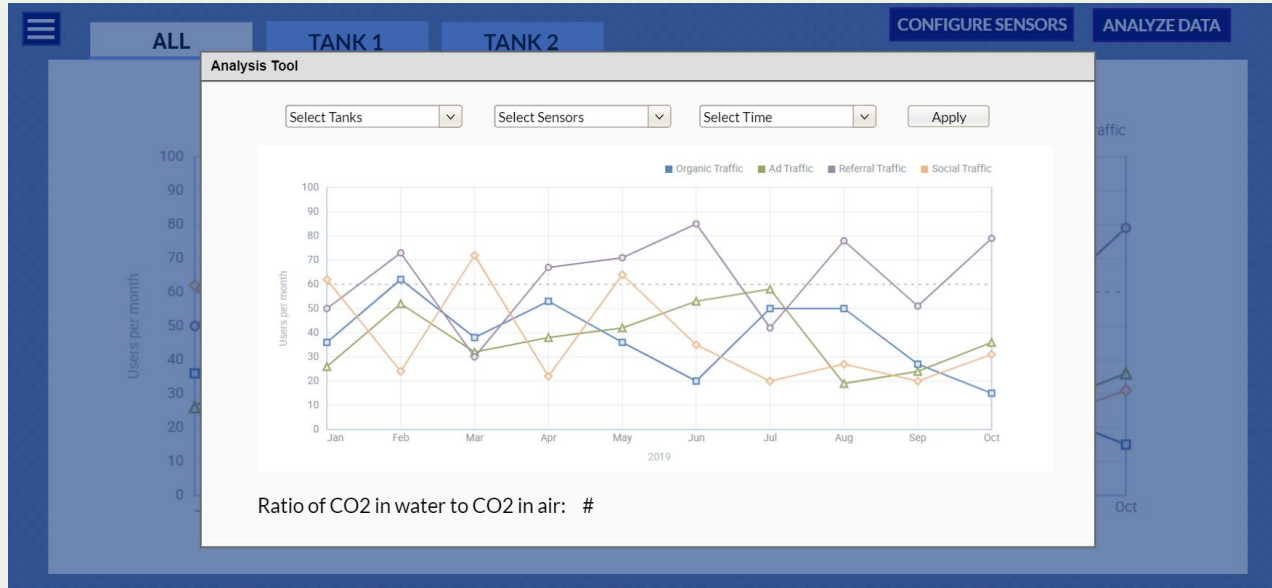 CONFIGURE SENSORS ANALYZE DATA
ALL TANK 1 TANK 2
Analysis Tool
Select Tanks Select Sensors Select Time Apply
affic
Organic Traffic Ad Traffic Referral Traffic Social Traffic
100
90
80
70
60
50
40
30
20
10
0
Users per month
Jan Feb Mar Apr May Jun Jul Aug Sep Oct
2019
100
90
80
70
60
50
40
30
20
10
0
Users per month
Oct
Ratio of CO2 in water to CO2 in air: #